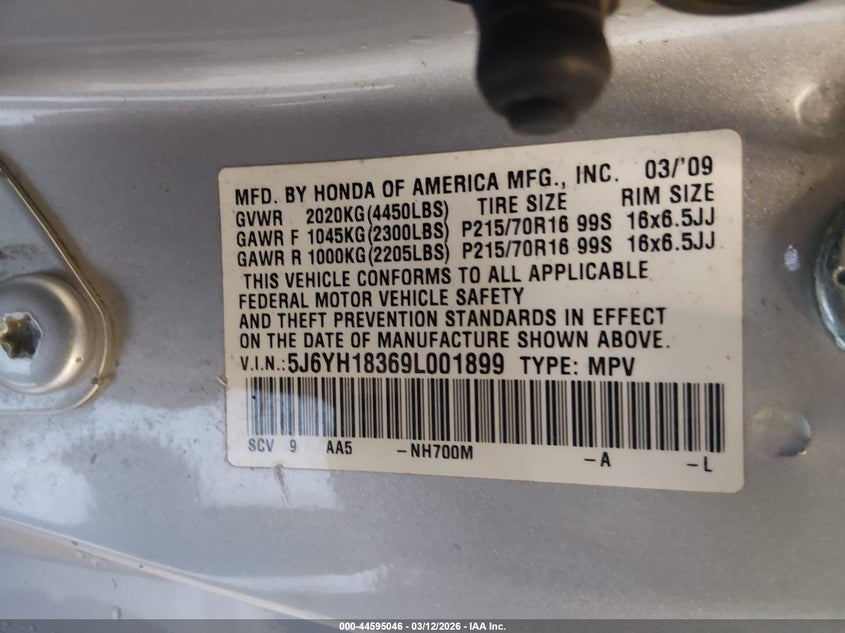 MFD. BY HONDA OF AMERICA MFG., INC. 03/'09
GVWR 2020KG(4450LBS) TIRE SIZE RIM SIZE
GAWR F 1045KG(2300LBS) P215/70R16 99S 16x6.5JJ
GAWR R 1000KG(2205LBS) P215/70R16 99S 16x6.5JJ
THIS VEHICLE CONFORMS TO ALL APPLICABLE
FEDERAL MOTOR VEHICLE SAFETY
AND THEFT PREVENTION STANDARDS IN EFFECT
ON THE DATE OF MANUFACTURE SHOWN ABOVE.
V.I.N.:5J6YH18369L001899 TYPE: MPV
SCV 9 AA5 -NH700M -A -L
000-44595046 - 03/12/2026 - IAA Inc.